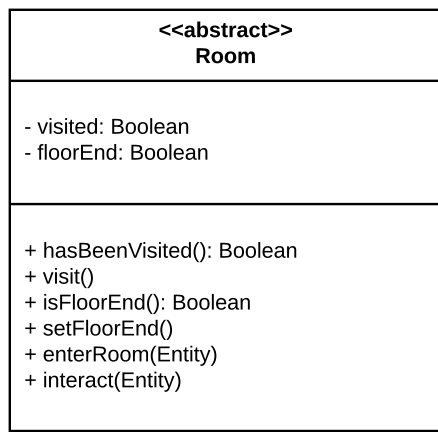 <<abstract>>
Room
- visited: Boolean
- floorEnd: Boolean
+ hasBeenVisited(): Boolean
+ visit()
+ isFloorEnd(): Boolean
+ setFloorEnd()
+ enterRoom(Entity)
+ interact(Entity)